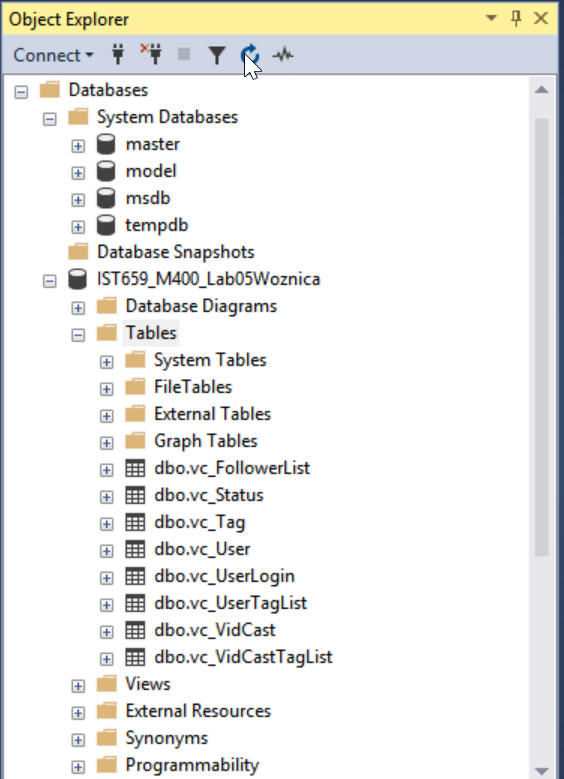 Object Explorer
Connect
Databases
System Databases
master
model
msdb
tempdb
Database Snapshots
IST659_M400_Lab05Woznica
Database Diagrams
Tables
System Tables
FileTables
External Tables
Graph Tables
dbo.vc_FollowerList
dbo.vc_Status
dbo.vc_Tag
dbo.vc_User
dbo.vc_UserLogin
dbo.vc_UserTagList
dbo.vc_VidCast
dbo.vc_VidCastTagList
Views
External Resources
Synonyms
Programmability